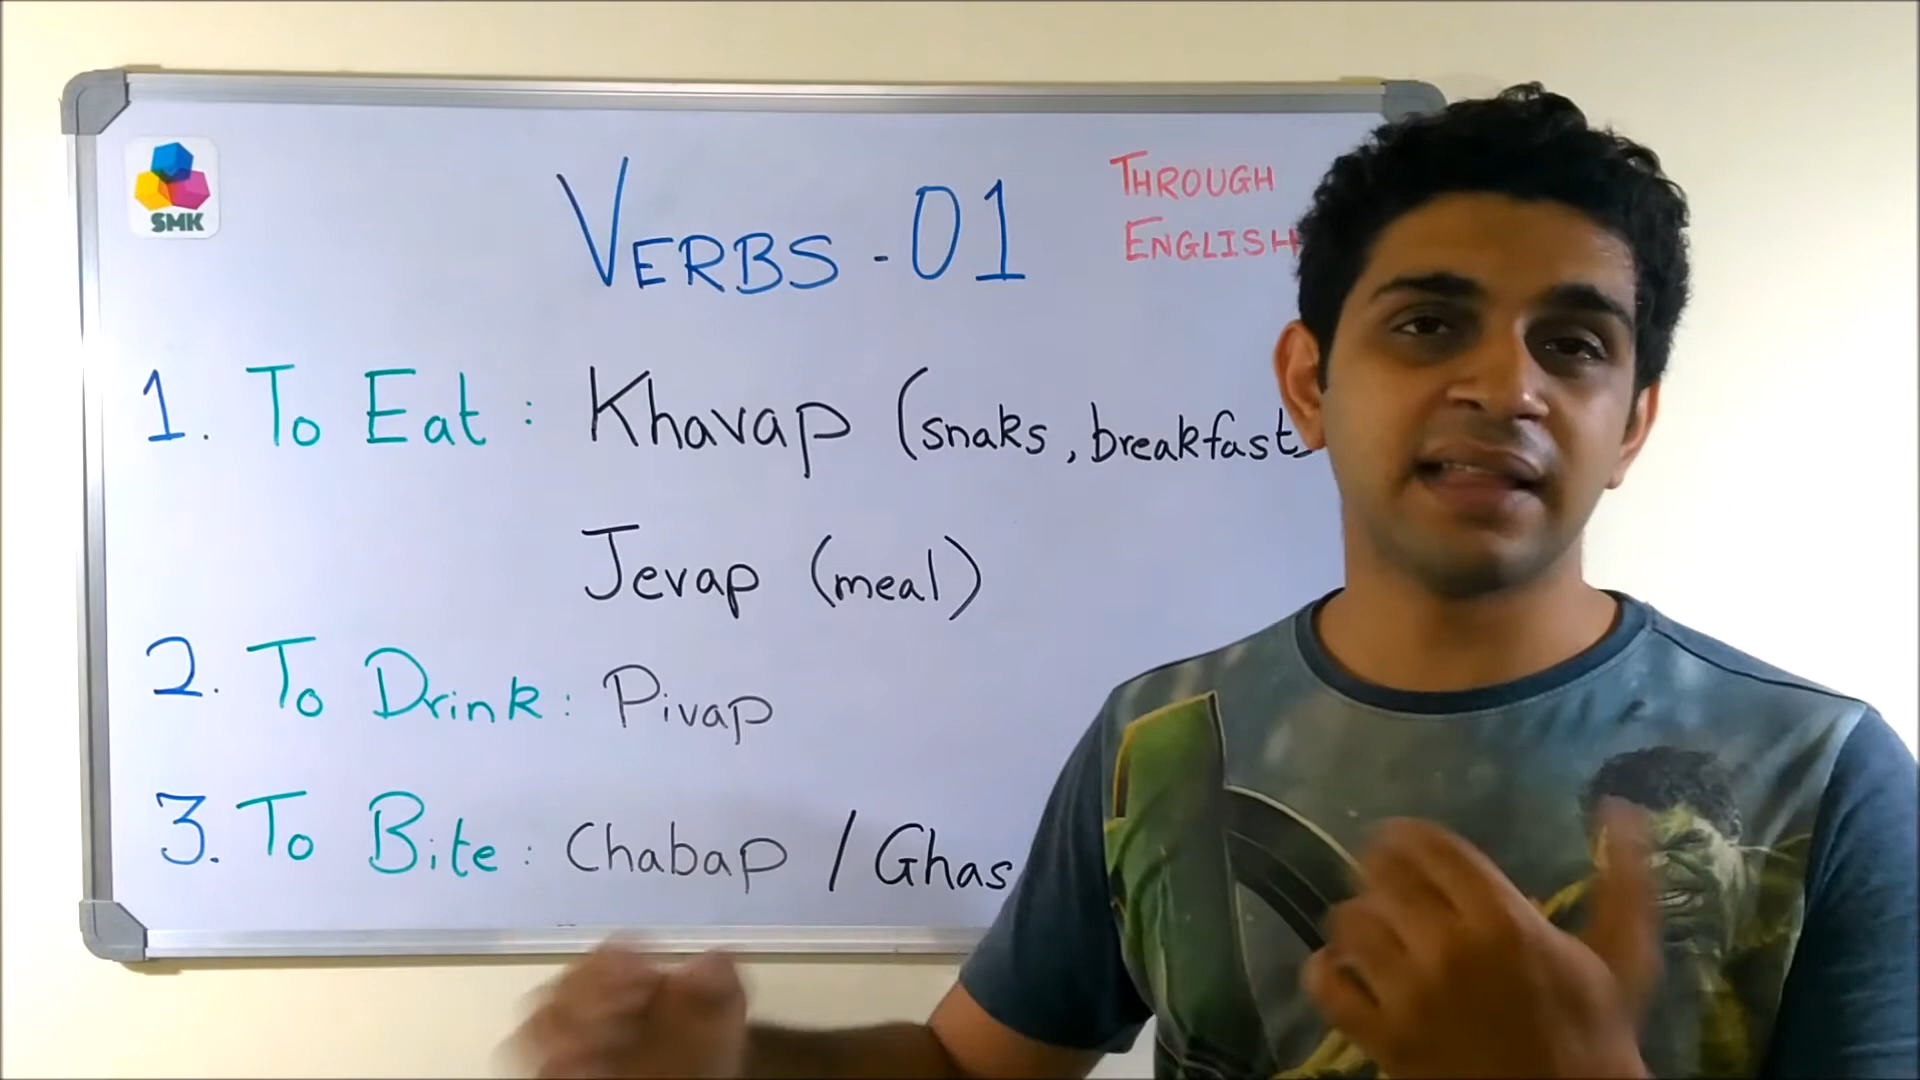 SMK
VERBS - 01
THROUGH
ENGLISH
1. To Eat : Khavap (snaks, breakfast
Jevap (meal)
2. To Drink : Pivap
3. To Bite : Chabap / Ghas